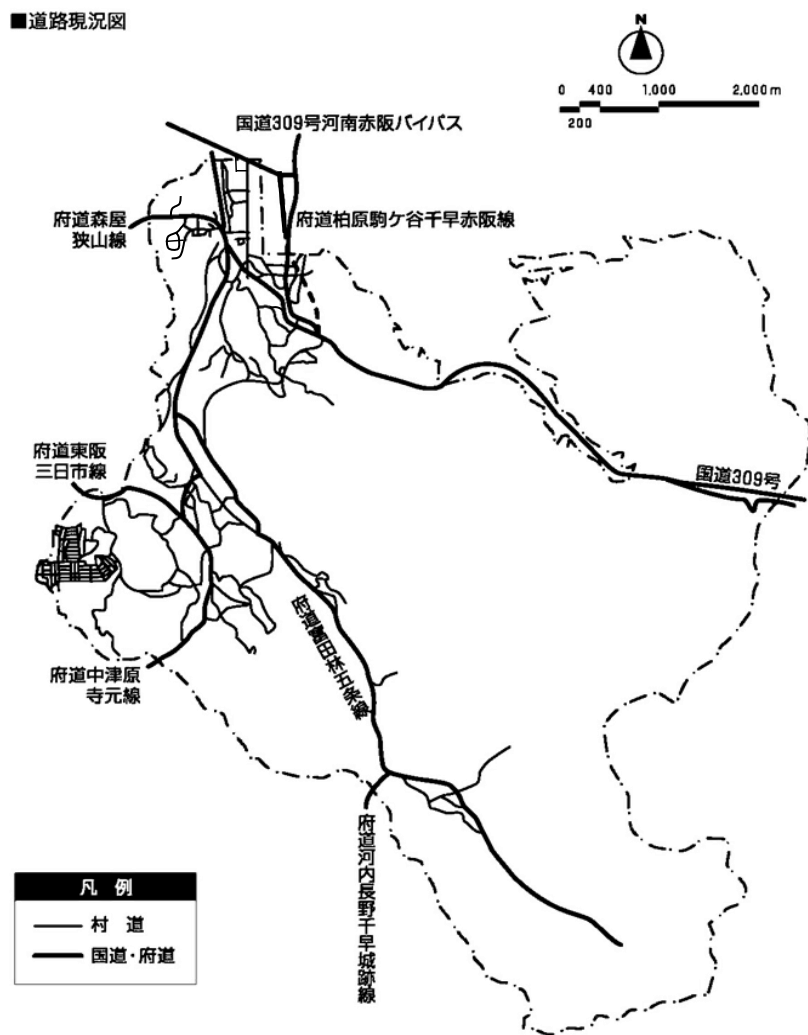 ■道路現況図
0 400 1,000 2,000m
200
国道309号河南赤阪バイパス
府道森屋
狭山線
府道柏原駒ケ谷千早赤阪線
府道東阪
三日市線
国道309号
府道富田林五条線
府道中津原
寺元線
府道河内長野千早城跡線
凡例
村道
国道・府道